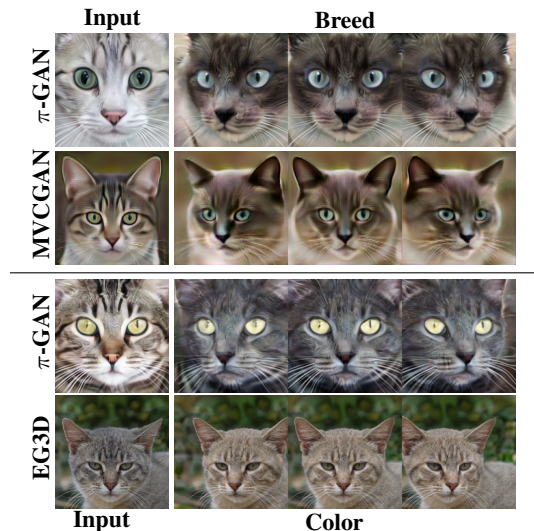 Input Breed
π-GAN
MVCGAN
π-GAN
EG3D
Input Color